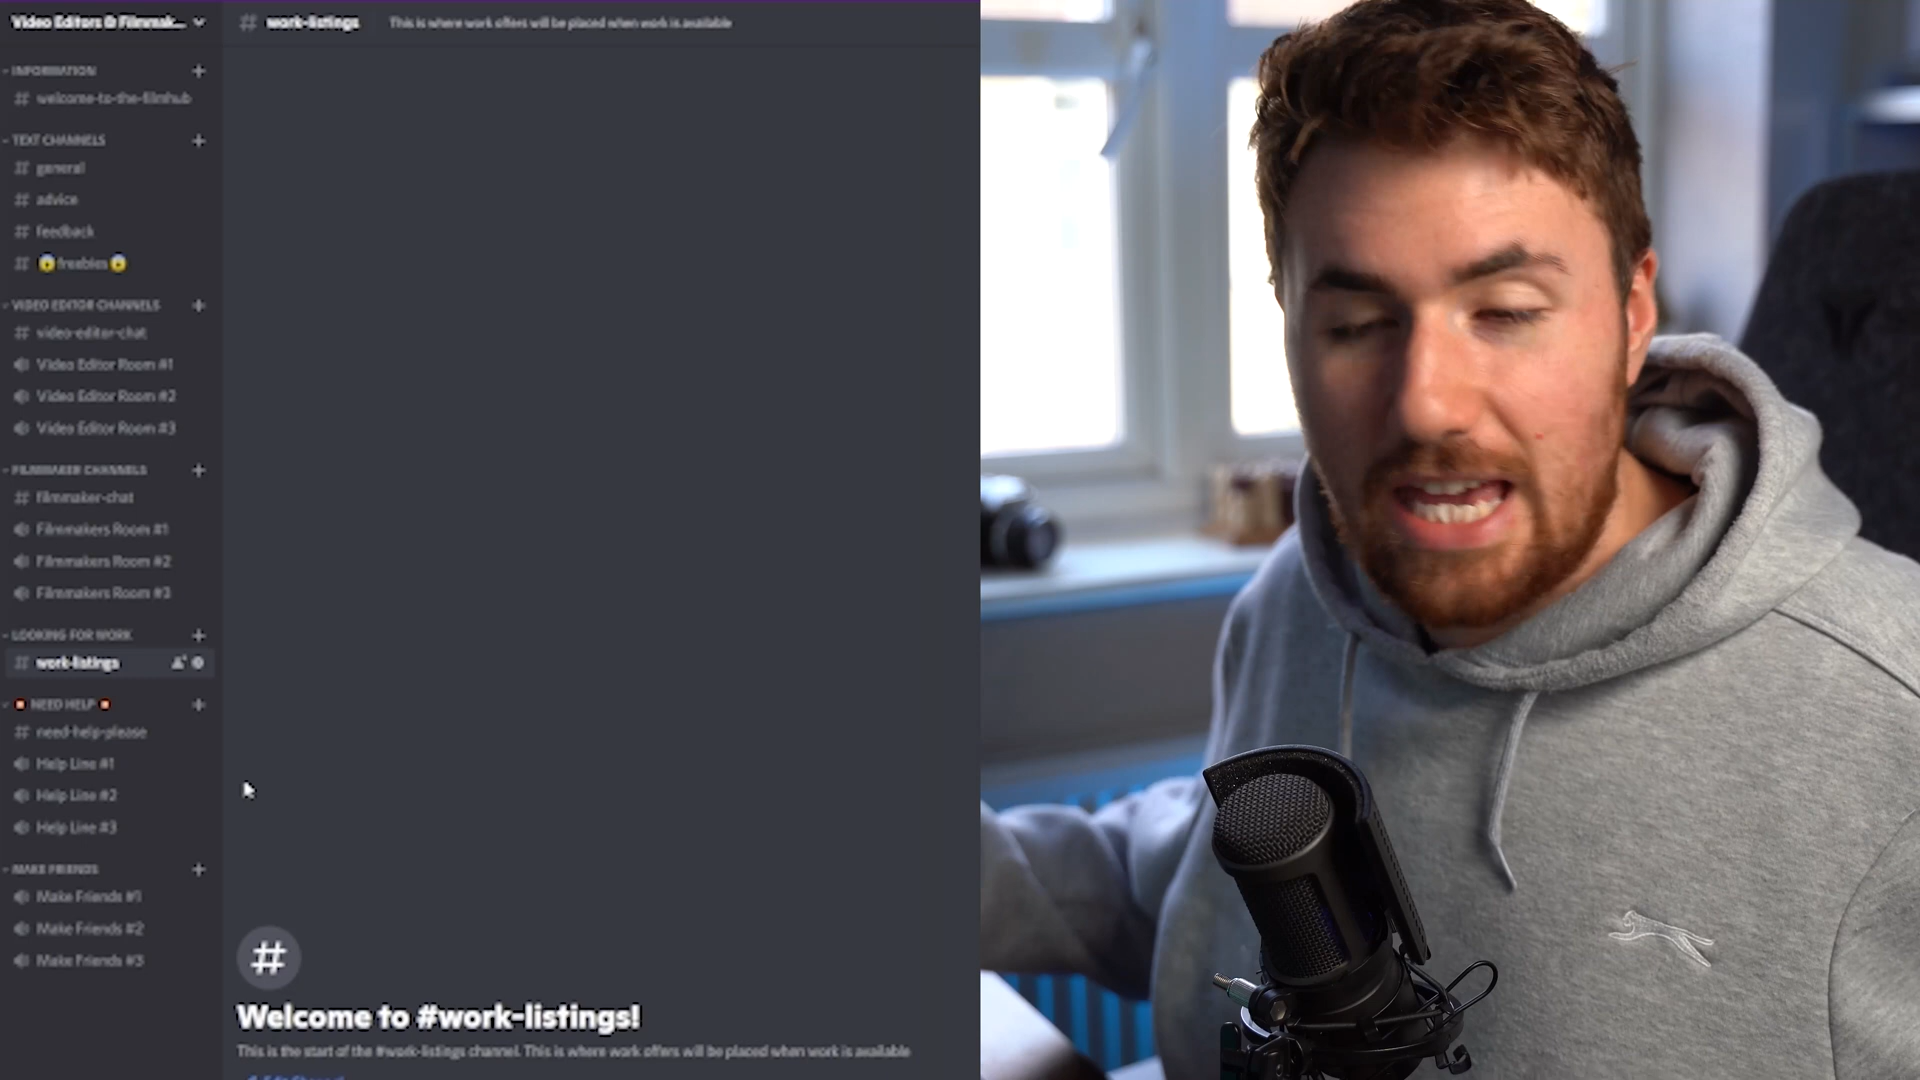 Video Editors & Filmmak...
# work-listings
This is where work offers will be placed when work is available
INFORMATION
# welcome-to-the-filmhub
TEXT CHANNELS
# general
# advice
# feedback
# 😱 freebies 😱
VIDEO EDITOR CHANNELS
# video-editor-chat
Video Editor Room #1
Video Editor Room #2
Video Editor Room #3
FILMMAKER CHANNELS
# filmmaker-chat
Filmmakers Room #1
Filmmakers Room #2
Filmmakers Room #3
LOOKING FOR WORK
# work-listings
NEED HELP
# need-help-please
Help Line #1
Help Line #2
Help Line #3
MAKE FRIENDS
Make Friends #1
Make Friends #2
Make Friends #3
#
Welcome to #work-listings!
This is the start of the #work-listings channel. This is where work offers will be placed when work is available
Edit Channel